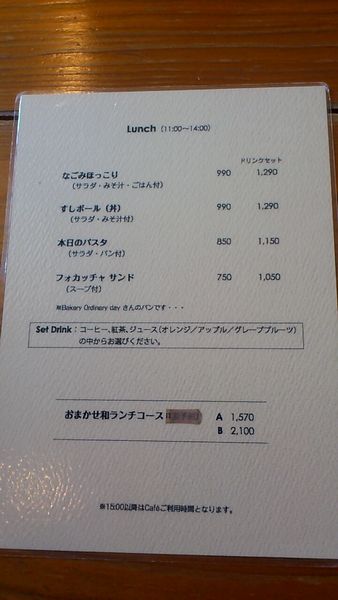 Lunch (11:00~14:00)
ドリンクセット
なごみほっこり 990 1,290
(サラダ・みそ汁・ごはん付)
すしボール (丼) 990 1,290
(サラダ・みそ汁付)
本日のパスタ 850 1,150
(サラダ・パン付)
フォカッチャ サンド 750 1,050
(スープ付)
※Bakery Ordinary day さんのパンです・・・
Set Drink : コーヒー、紅茶、ジュース(オレンジ/アップル/グレープフルーツ)
の中からお選びください。
おまかせ和ランチコース A 1,570
B 2,100
※15:00以降はCaféご利用時間となります。